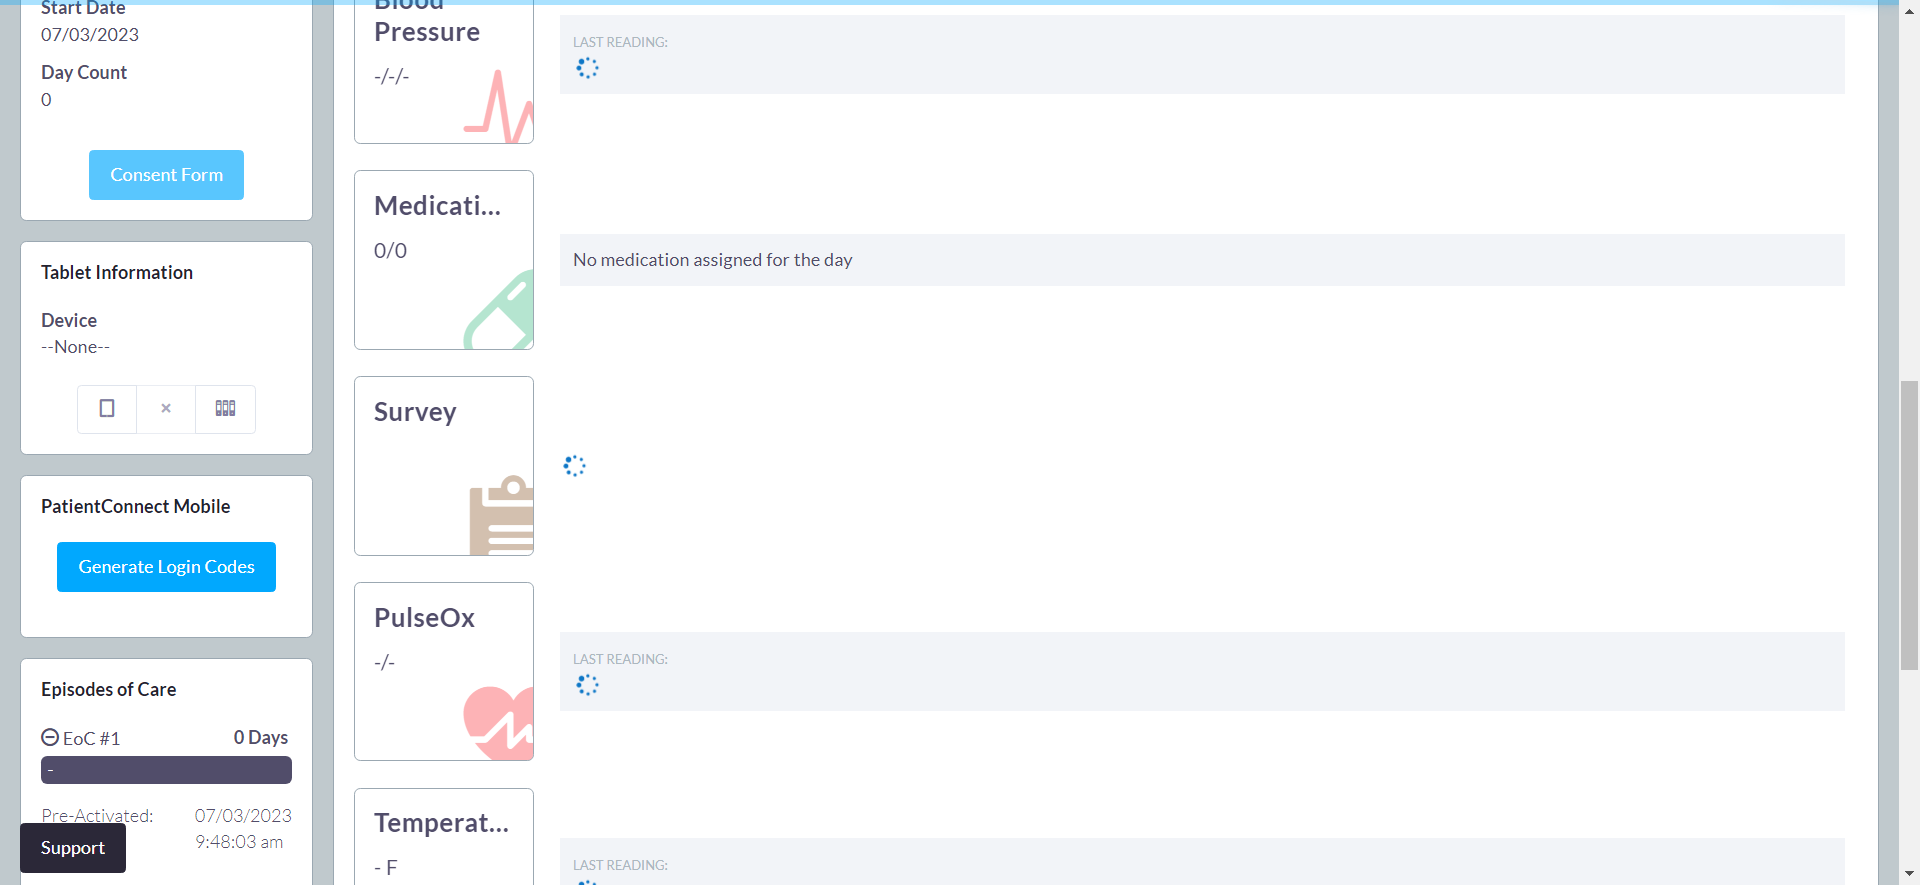 Start Date
07/03/2023
Day Count
0
Consent Form
Tablet Information
Device
--None--
PatientConnect Mobile
Generate Login Codes
Episodes of Care
EoC #1 0 Days
-
Pre-Activated: 07/03/2023
9:48:03 am
Support
Blood
Pressure
-/-/-
LAST READING:
Medicati...
0/0
No medication assigned for the day
Survey
PulseOx
-/-
LAST READING:
Temperat...
- F
LAST READING: